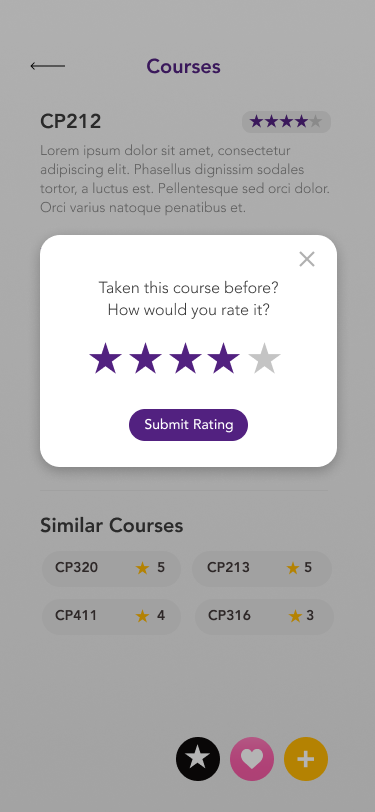 Courses
CP212
Lorem ipsum dolor sit amet, consectetur
adipiscing elit. Phasellus dignissim sodales
tortor, a luctus est. Pellentesque sed orci dolor.
Orci varius natoque penatibus et.
Taken this course before?
How would you rate it?
Submit Rating
Similar Courses
CP320 5 CP213 5
CP411 4 CP316 3